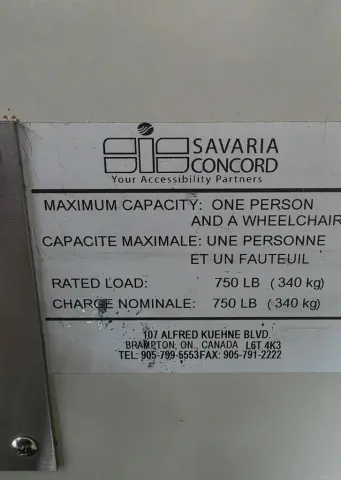 SAVARIA
CONCORD
Your Accessibility Partners
MAXIMUM CAPACITY: ONE PERSON
AND A WHEELCHAIR
CAPACITE MAXIMALE: UNE PERSONNE
ET UN FAUTEUIL
RATED LOAD: 750 LB (340 kg)
CHARGE NOMINALE: 750 LB (340 kg)
107 ALFRED KUEHNE BLVD
BRAMPTON, ON., CANADA L6T 4K3
TEL: 905-799-5553FAX: 905-791-2222